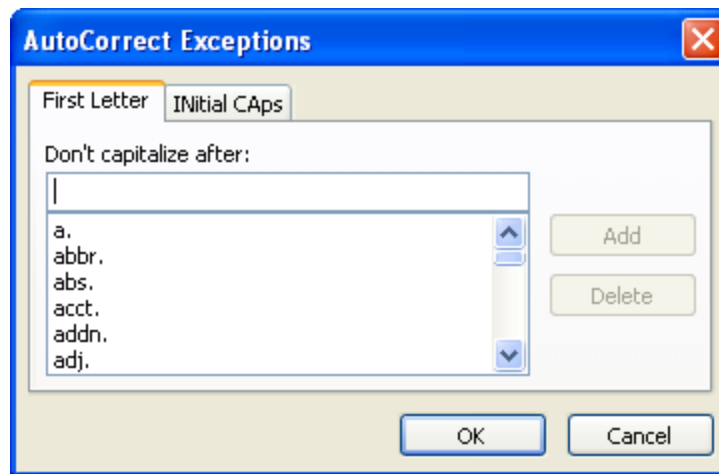 AutoCorrect Exceptions
First Letter
INitial CAps
Don't capitalize after:
a.
abbr.
abs.
acct.
addn.
adj.
Add
Delete
OK
Cancel